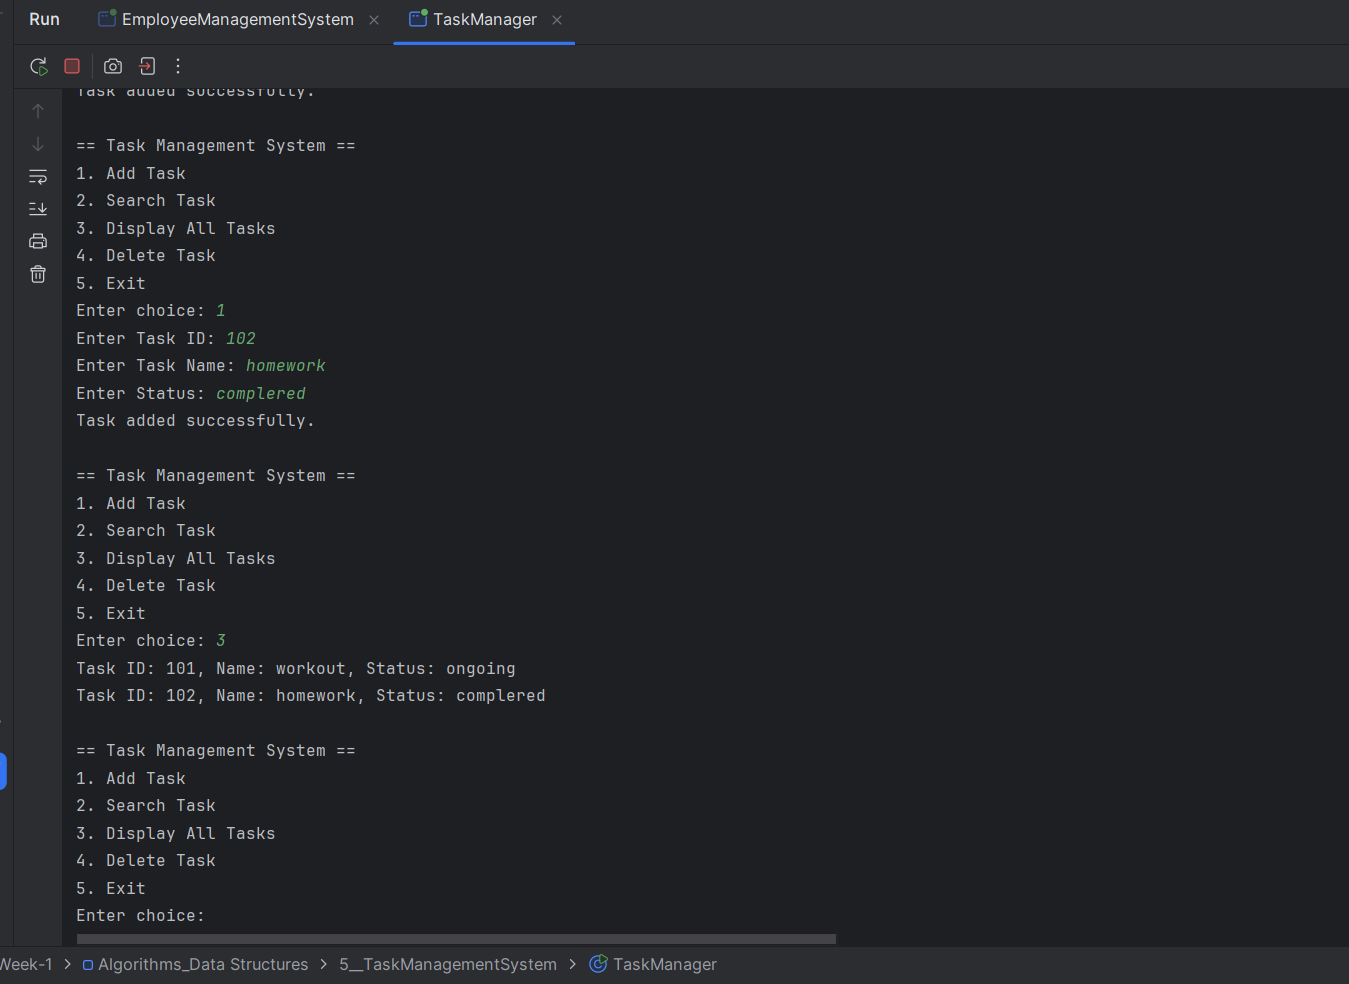 Run EmployeeManagementSystem TaskManager
Task added successfully.
== Task Management System ==
1. Add Task
2. Search Task
3. Display All Tasks
4. Delete Task
5. Exit
Enter choice: 1
Enter Task ID: 102
Enter Task Name: homework
Enter Status: complered
Task added successfully.
== Task Management System ==
1. Add Task
2. Search Task
3. Display All Tasks
4. Delete Task
5. Exit
Enter choice: 3
Task ID: 101, Name: workout, Status: ongoing
Task ID: 102, Name: homework, Status: complered
== Task Management System ==
1. Add Task
2. Search Task
3. Display All Tasks
4. Delete Task
5. Exit
Enter choice:
Week-1 > Algorithms_Data Structures > 5__TaskManagementSystem > TaskManager